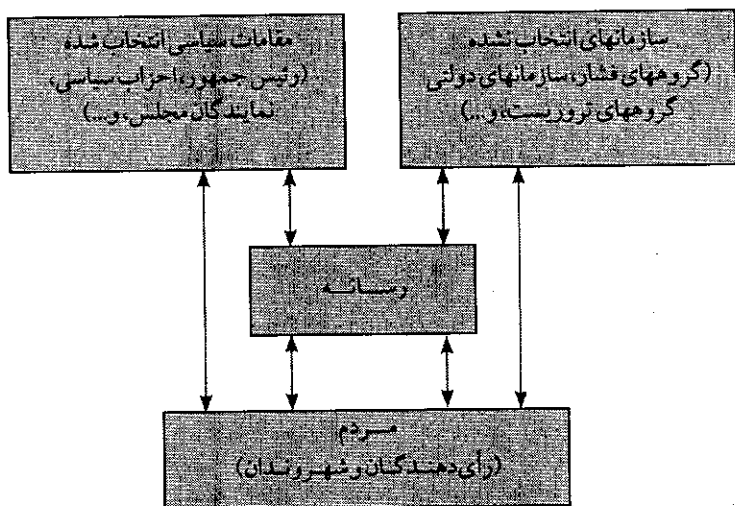 سازمانهای انتخاب نشده
(گروههای فشار، سازمانهای دولتی
گروههای تروریست، و...)
مقامات سیاسی انتخاب شده
(رئیس جمهور، احزاب سیاسی،
نمایندگان مجلس، و...)
رسانه
مردم
(رأی‌دهندگان و شهروندان)